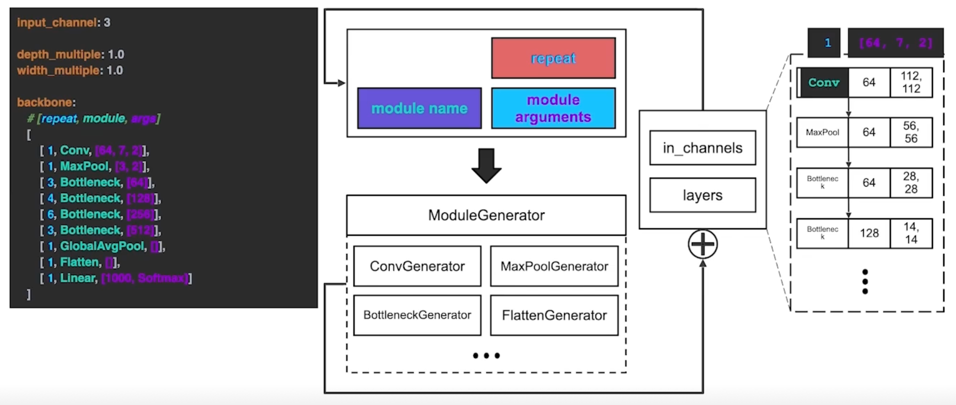 input_channel: 3
depth_multiple: 1.0
width_multiple: 1.0
backbone:
# [repeat, module, args]
[
[ 1, Conv, [64, 7, 2]],
[ 1, MaxPool, [3, 2]],
[ 3, Bottleneck, [64]],
[ 4, Bottleneck, [128]],
[ 6, Bottleneck, [256]],
[ 3, Bottleneck, [512]],
[ 1, GlobalAvgPool, []],
[ 1, Flatten, []],
[ 1, Linear, [1000, Softmax]]
]
repeat
module name
module
arguments
ModuleGenerator
ConvGenerator
MaxPoolGenerator
BottleneckGenerator
FlattenGenerator
in_channels
layers
1 [64, 7, 2]
Conv 64 112,
112
MaxPool 64 56,
56
Bottlenec
k 64 28,
28
Bottlenec
k 128 14,
14